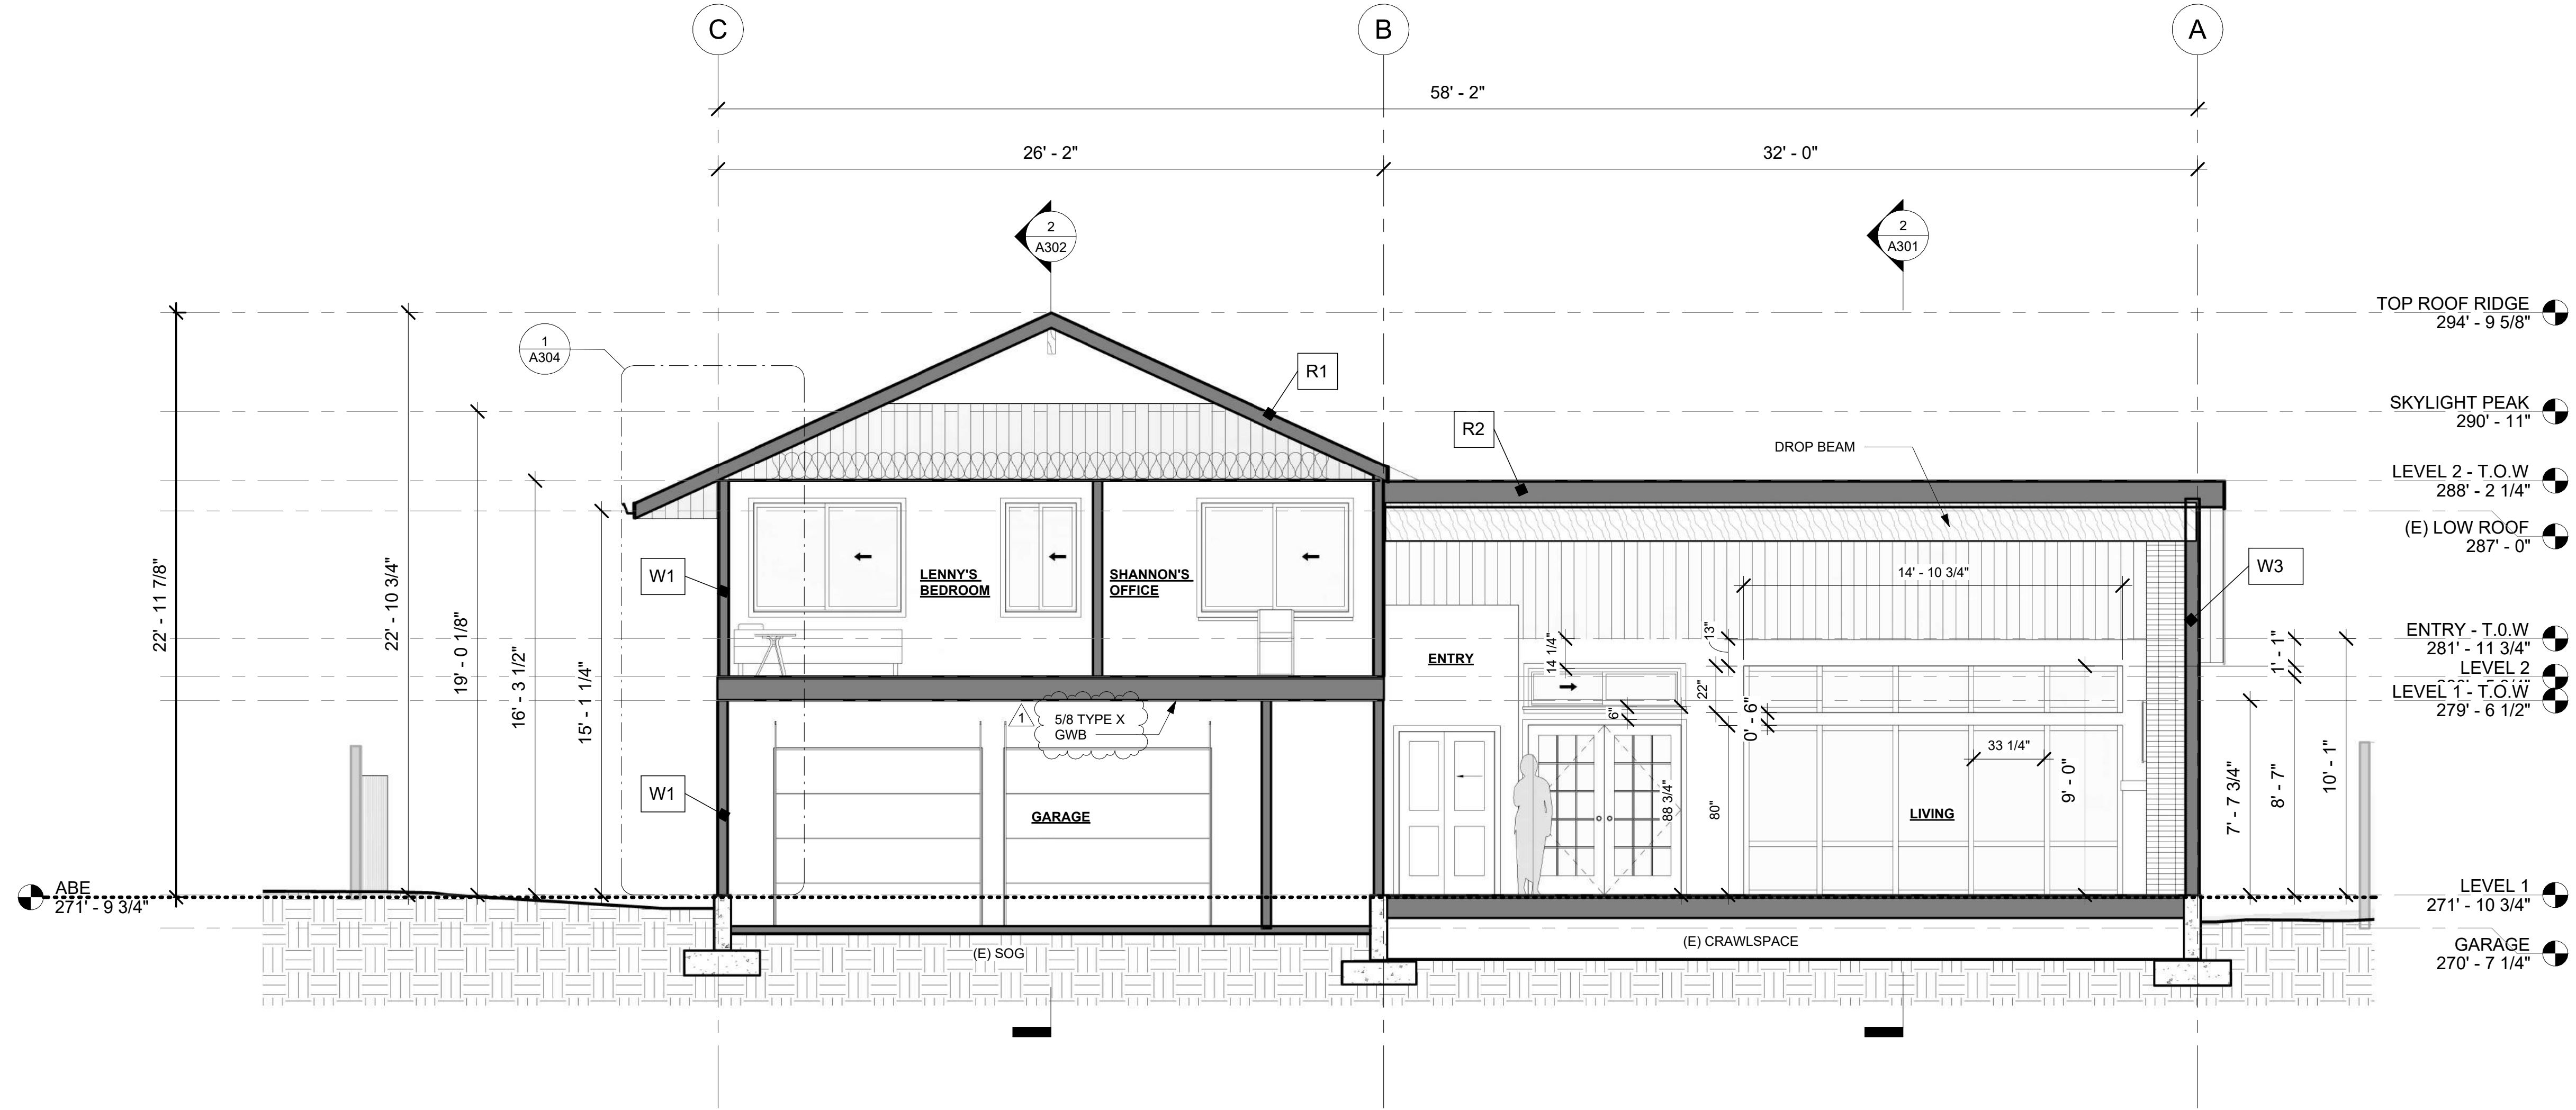 C
B
A
58' - 2"
26' - 2"
32' - 0"
2
A302
2
A301
TOP ROOF RIDGE
294' - 9 5/8"
1
A304
R1
SKYLIGHT PEAK
290' - 11"
R2
DROP BEAM
LEVEL 2 - T.O.W
288' - 2 1/4"
(E) LOW ROOF
287' - 0"
W1
LENNY'S
BEDROOM
SHANNON'S
OFFICE
14' - 10 3/4"
W3
22' - 11 7/8"
22' - 10 3/4"
19' - 0 1/8"
16' - 3 1/2"
15' - 1 1/4"
ENTRY
14 1/4"
13"
22"
6"
0' - 6"
1' - 1"
ENTRY - T.0.W
281' - 11 3/4"
LEVEL 2
LEVEL 1 - T.O.W
279' - 6 1/2"
1
5/8 TYPE X
GWB
33 1/4"
W1
GARAGE
88 3/4"
80"
9' - 0"
LIVING
7' - 7 3/4"
8' - 7"
10' - 1"
ABE
271' - 9 3/4"
LEVEL 1
271' - 10 3/4"
(E) SOG
(E) CRAWLSPACE
GARAGE
270' - 7 1/4"